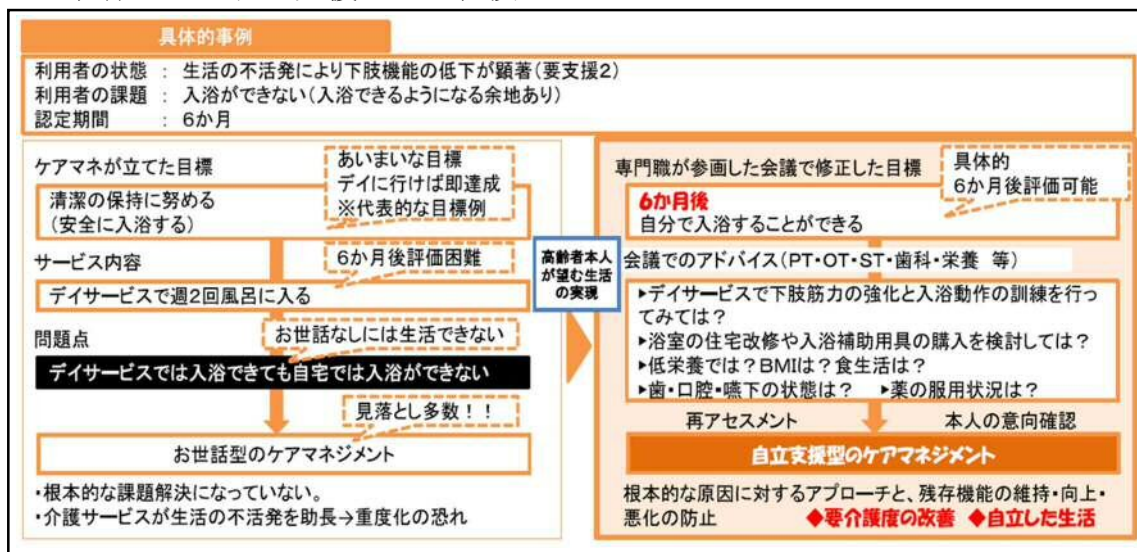 具体的事例
利用者の状態 ： 生活の不活発により下肢機能の低下が顕著(要支援2)
利用者の課題 ： 入浴ができない(入浴できるようになる余地あり)
認定期間 ： 6か月
ケアマネが立てた目標
あいまいな目標
デイに行けば即達成
※代表的な目標例
清潔の保持に努める
(安全に入浴する)
サービス内容
6か月後評価困難
デイサービスで週2回風呂に入る
問題点
お世話なしには生活できない
デイサービスでは入浴できても自宅では入浴ができない
見落とし多数！！
お世話型のケアマネジメント
・根本的な課題解決になっていない。
・介護サービスが生活の不活発を助長→重度化の恐れ
高齢者本人
が望む生活
の実現
専門職が参画した会議で修正した目標
具体的
6か月後評価可能
6か月後
自分で入浴することができる
会議でのアドバイス(PT・OT・ST・歯科・栄養 等)
▶デイサービスで下肢筋力の強化と入浴動作の訓練を行っ
てみては？
▶浴室の住宅改修や入浴補助用具の購入を検討しては？
▶低栄養では？BMIは？食生活は？
▶歯・口腔・嚥下の状態は？ ▶薬の服用状況は？
再アセスメント 本人の意向確認
自立支援型のケアマネジメント
根本的な原因に対するアプローチと、残存機能の維持・向上・
悪化の防止 ◆要介護度の改善 ◆自立した生活